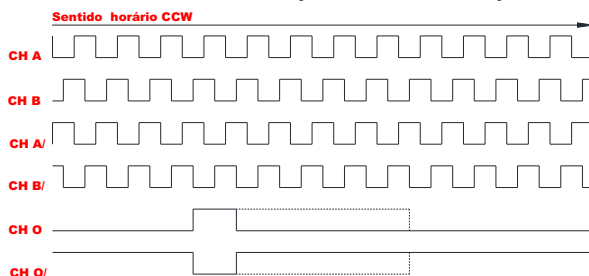 Sentido horário CCW
CH A
CH B
CH A/
CH B/
CH O
CH O/